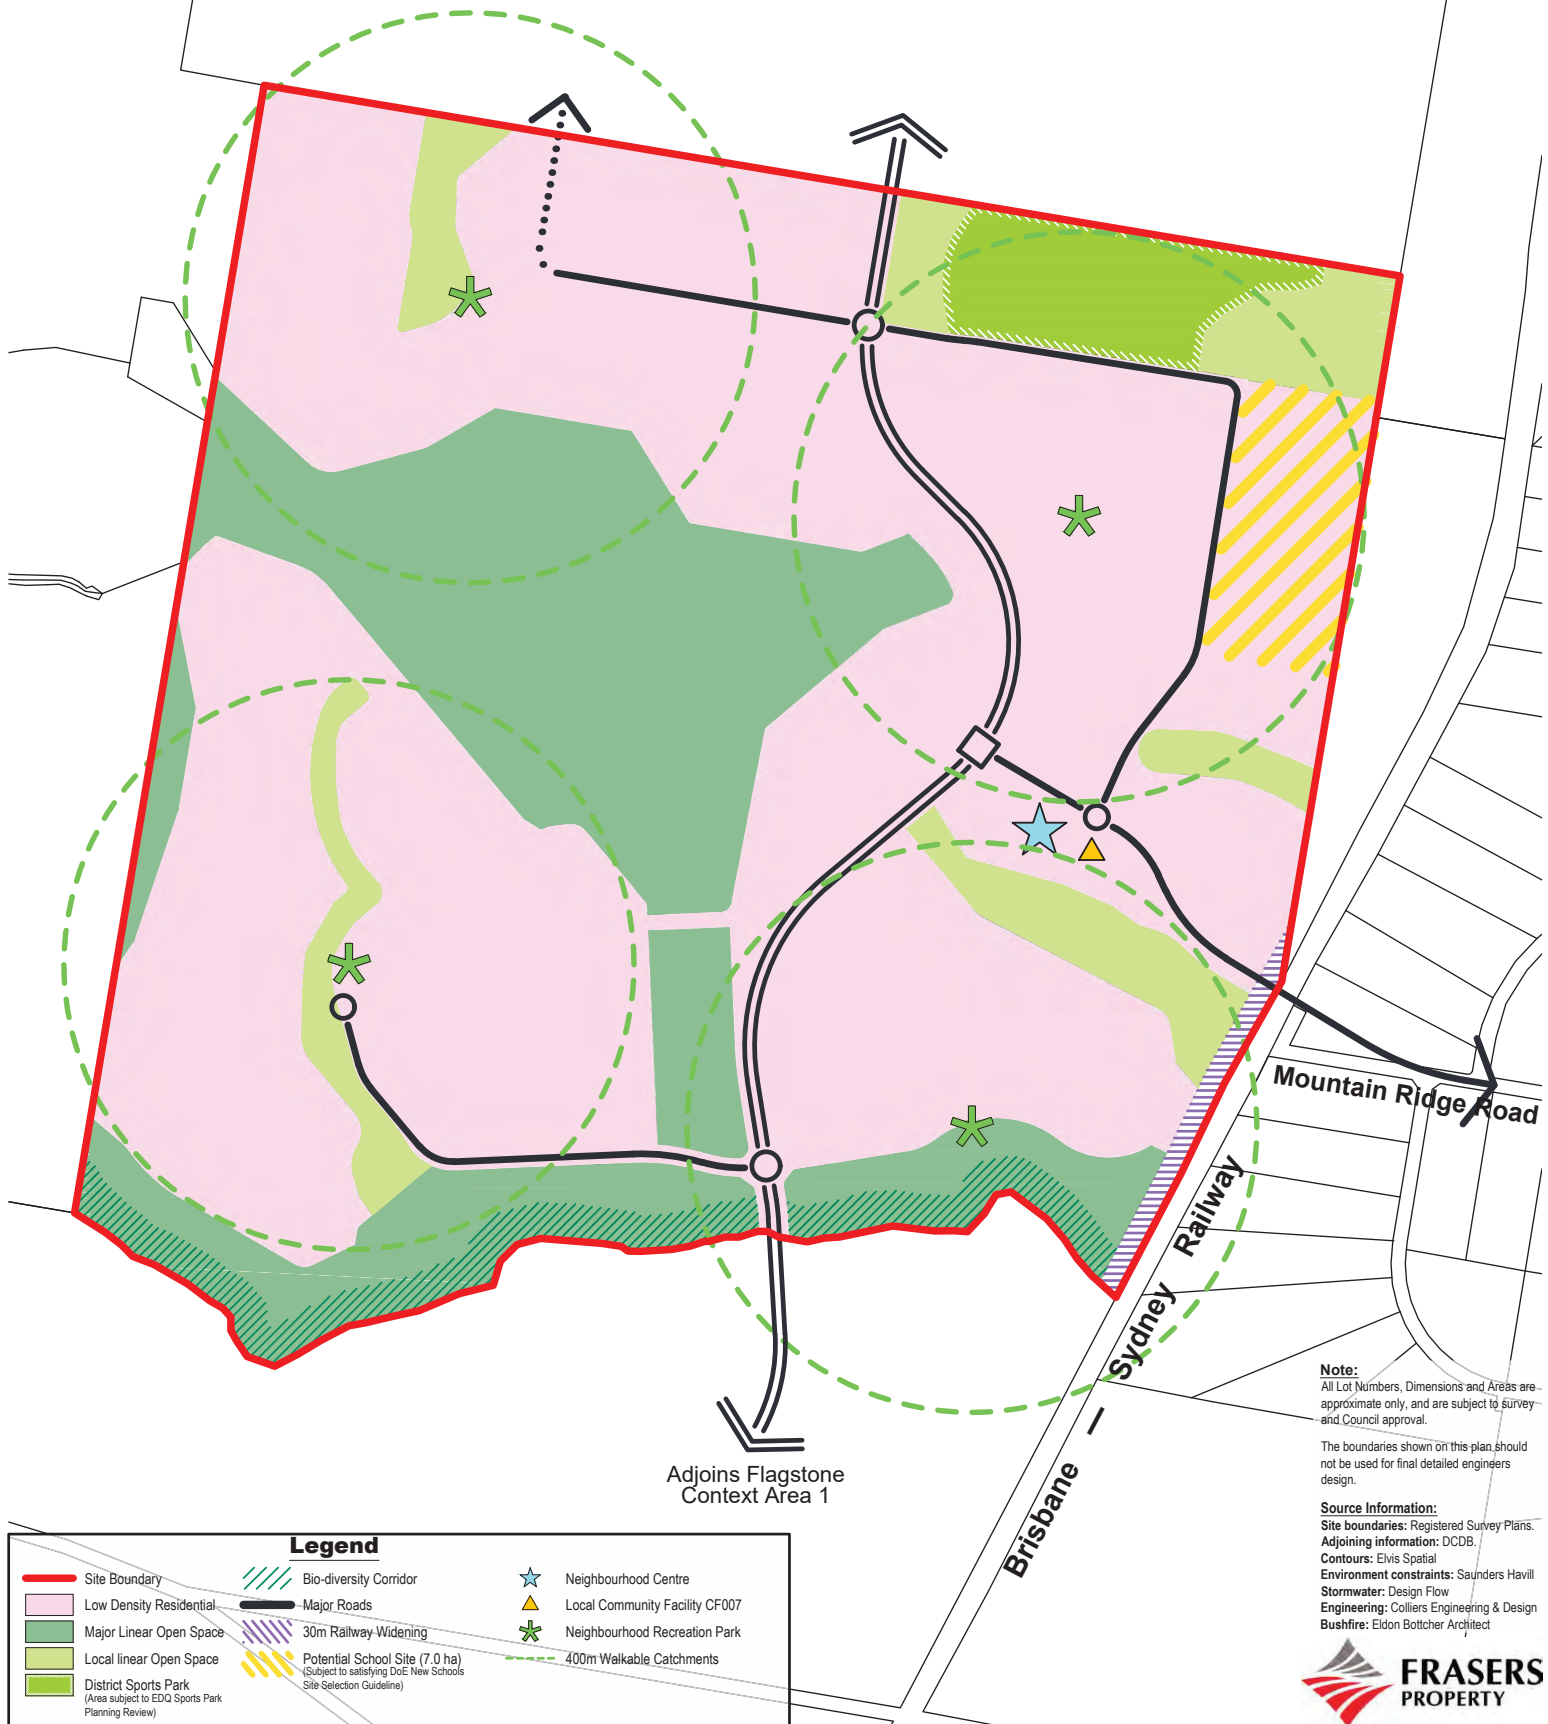 Mountain Ridge Road
Brisbane — Sydney Railway
Adjoins Flagstone
Context Area 1
Note:
All Lot Numbers, Dimensions and Areas are
approximate only, and are subject to survey
and Council approval.
The boundaries shown on this plan should
not be used for final detailed engineers
design.
Source Information:
Site boundaries: Registered Survey Plans.
Adjoining information: DCDB.
Contours: Elvis Spatial
Environment constraints: Saunders Havill
Stormwater: Design Flow
Engineering: Colliers Engineering & Design
Bushfire: Eldon Bottcher Architect
FRASERS
PROPERTY
Legend
Site Boundary
Low Density Residential
Major Linear Open Space
Local linear Open Space
District Sports Park
(Area subject to EDQ Sports Park
Planning Review)
Bio-diversity Corridor
Major Roads
30m Railway Widening
Potential School Site (7.0 ha)
(Subject to satisfying DoE New Schools
Site Selection Guideline)
Neighbourhood Centre
Local Community Facility CF007
Neighbourhood Recreation Park
400m Walkable Catchments